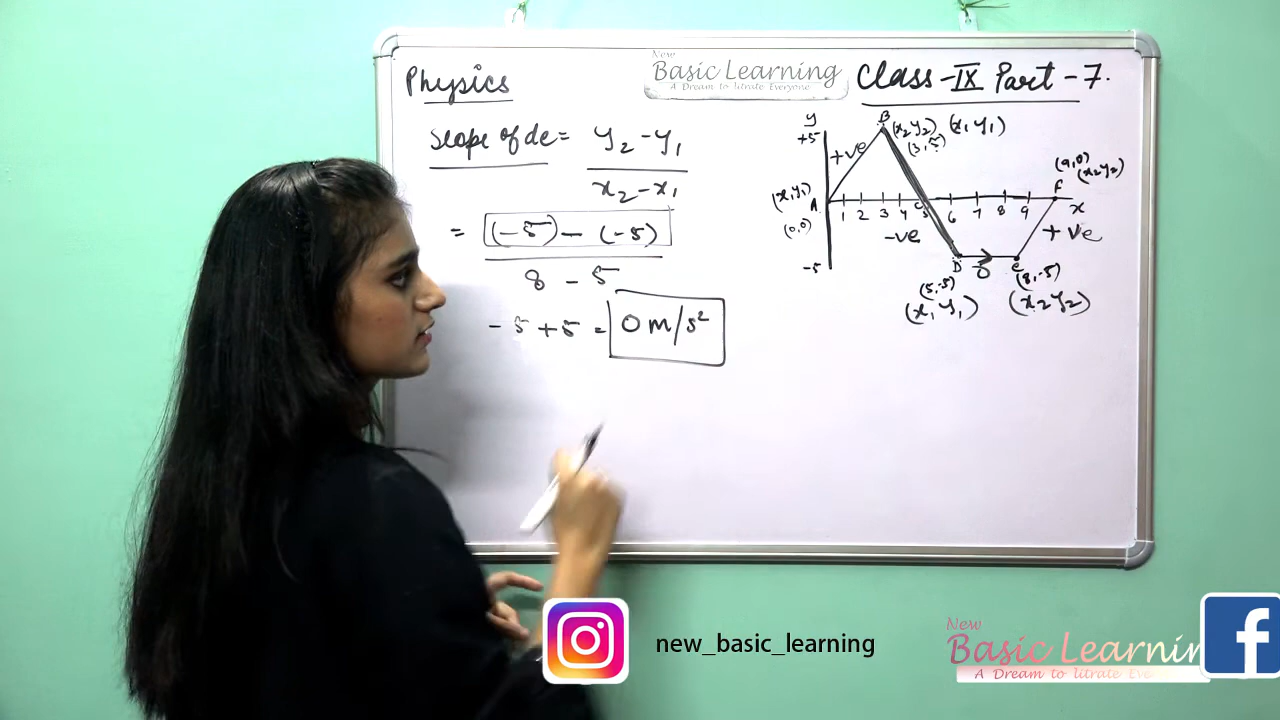 Physics
New
Basic Learning
A Dream to litrate Everyone
Class-IX Part-7.
Slope of de = y₂ - y₁
x₂ - x₁
= (-5) - (-5)
8 - 5
-5 + 5 = 0 m/s²
y
+5
B
(x₂ y₂) (x₁ y₁)
(3, 5)
+ve
(9,0)
(x₂ y₂)
F
(x₁ y₁)
A
(0,0)
1 2 3 4 5 6 7 8 9 x
C
-ve
+ve
-5
D
0
e
(5,-5)
(8,-5)
(x₁ y₁)
(x₂ y₂)
new_basic_learning
New
Basic Learnin
A Dream to litrate
f